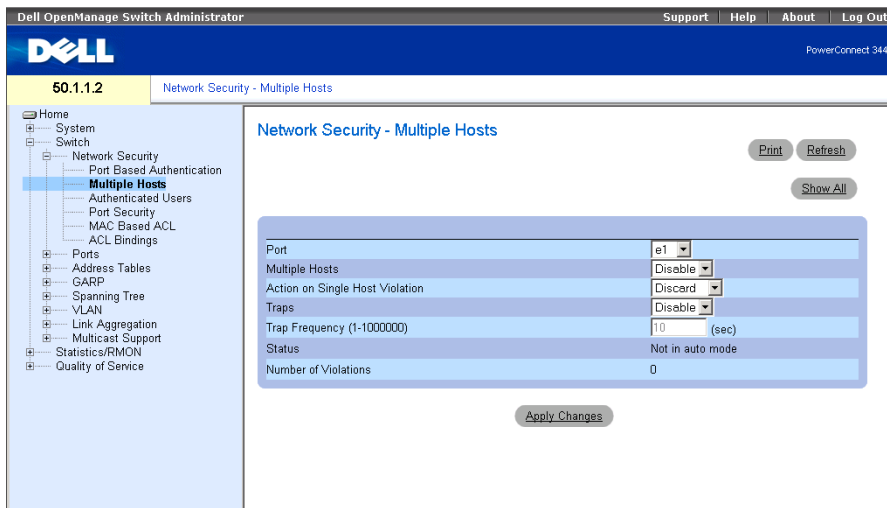 Dell OpenManage Switch Administrator
Support | Help | About | Log Out
DELL
PowerConnect 344
50.1.1.2
Network Security - Multiple Hosts
Home
System
Switch
Network Security
Port Based Authentication
Multiple Hosts
Authenticated Users
Port Security
MAC Based ACL
ACL Bindings
Ports
Address Tables
GARP
Spanning Tree
VLAN
Link Aggregation
Multicast Support
Statistics/RMON
Quality of Service
Network Security - Multiple Hosts
Print Refresh
Show All
Port e1
Multiple Hosts Disable
Action on Single Host Violation Discard
Traps Disable
Trap Frequency (1-1000000) 10 (sec)
Status Not in auto mode
Number of Violations 0
Apply Changes